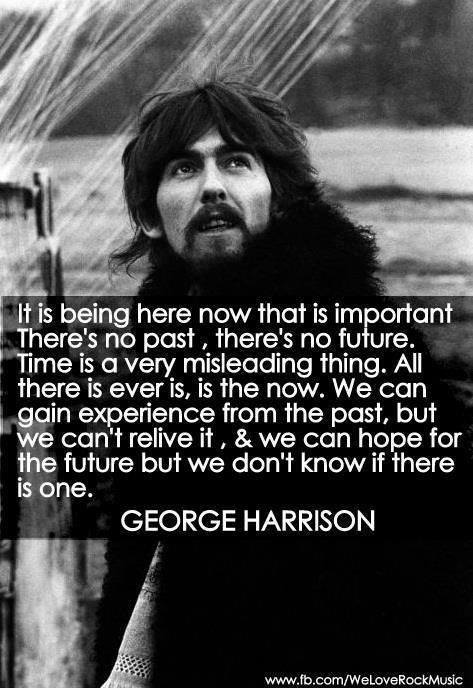 It is being here now that is important
There's no past , there's no future.
Time is a very misleading thing. All
there is ever is, is the now. We can
gain experience from the past, but
we can't relive it , & we can hope for
the future but we don't know if there
is one.
GEORGE HARRISON
www.fb.com/WeLoveRockMusic